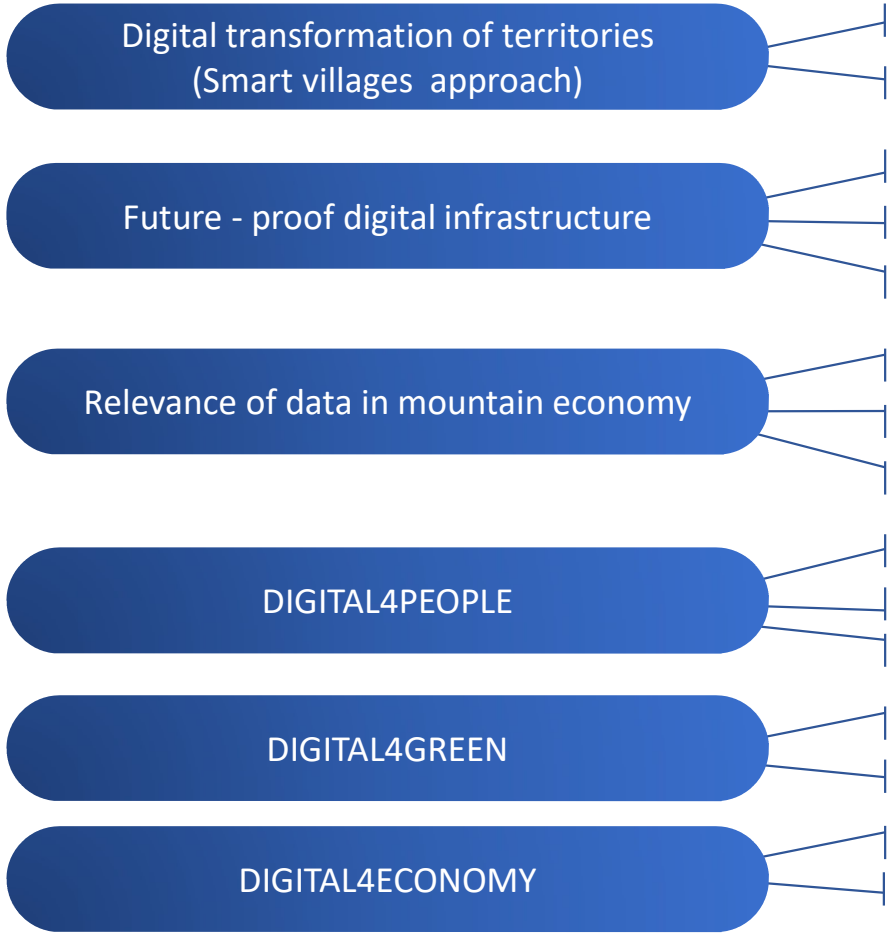 Digital transformation of territories
(Smart villages approach)
Future - proof digital infrastructure
Relevance of data in mountain economy
DIGITAL4PEOPLE
DIGITAL4GREEN
DIGITAL4ECONOMY